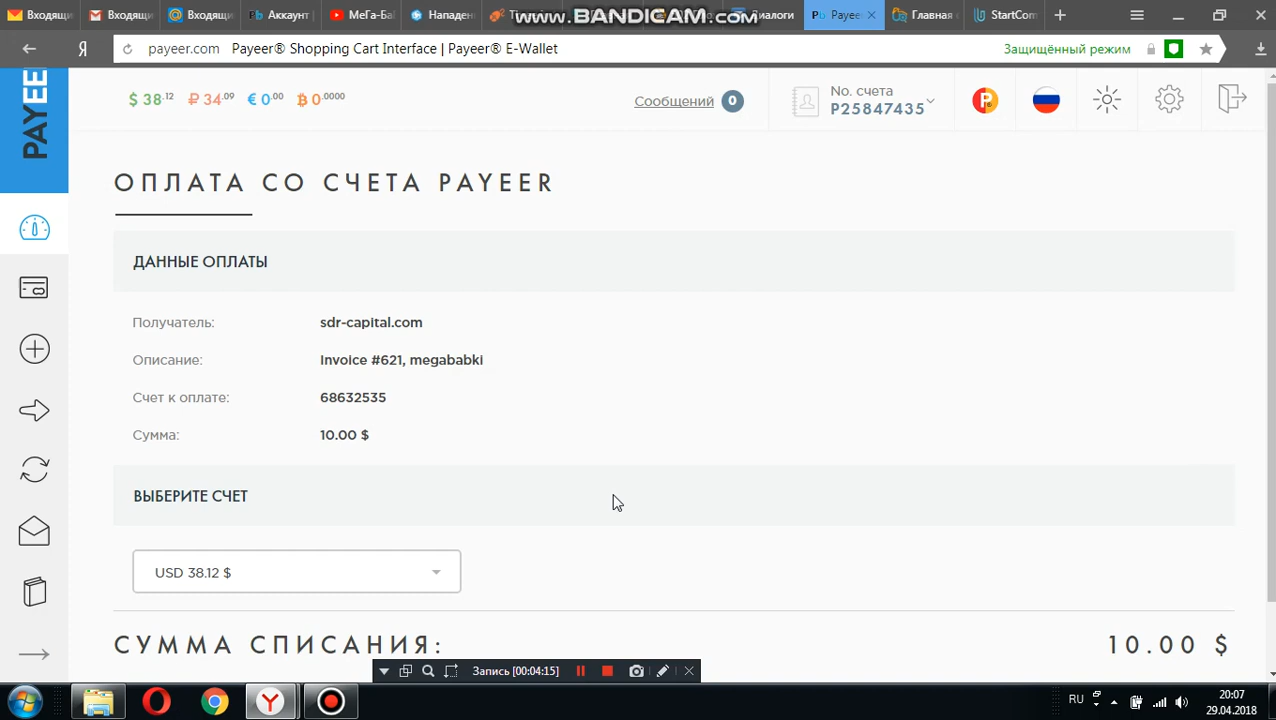 Входящи
Входящи
Входящи
Аккаунт
МеГа-Ба
Нападен
Диалоги
Payee
Главная
StartCom
www.BANDICAM.com
payeer.com Payeer® Shopping Cart Interface | Payeer® E-Wallet
Защищённый режим
PAYEE
$ 38.12 ₽ 34.09 € 0.00 ฿ 0.0000
Сообщений 0
No. счета
P25847435
ОПЛАТА СО СЧЕТА PAYEER
ДАННЫЕ ОПЛАТЫ
Получатель: sdr-capital.com
Описание: Invoice #621, megababki
Счет к оплате: 68632535
Сумма: 10.00 $
ВЫБЕРИТЕ СЧЕТ
USD 38.12 $
СУММА СПИСАНИЯ: 10.00 $
Запись [00:04:15]
RU
20:07
29.04.2018